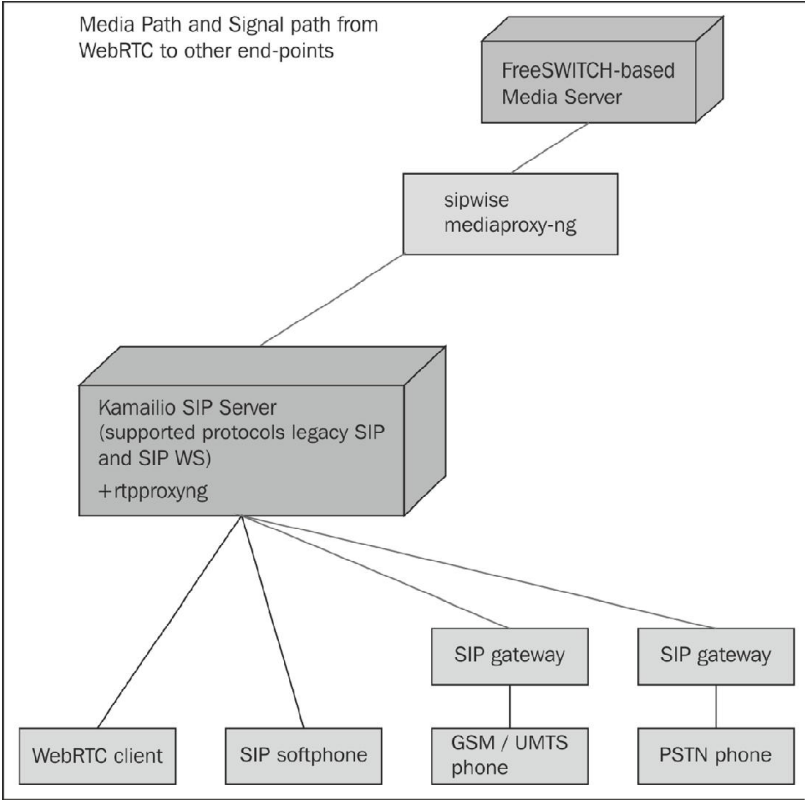 Media Path and Signal path from
WebRTC to other end-points
FreeSWITCH-based
Media Server
sipwise
mediaproxy-ng
Kamailio SIP Server
(supported protocols legacy SIP
and SIP WS)
+rtpproxyng
SIP gateway
SIP gateway
WebRTC client
SIP softphone
GSM / UMTS
phone
PSTN phone